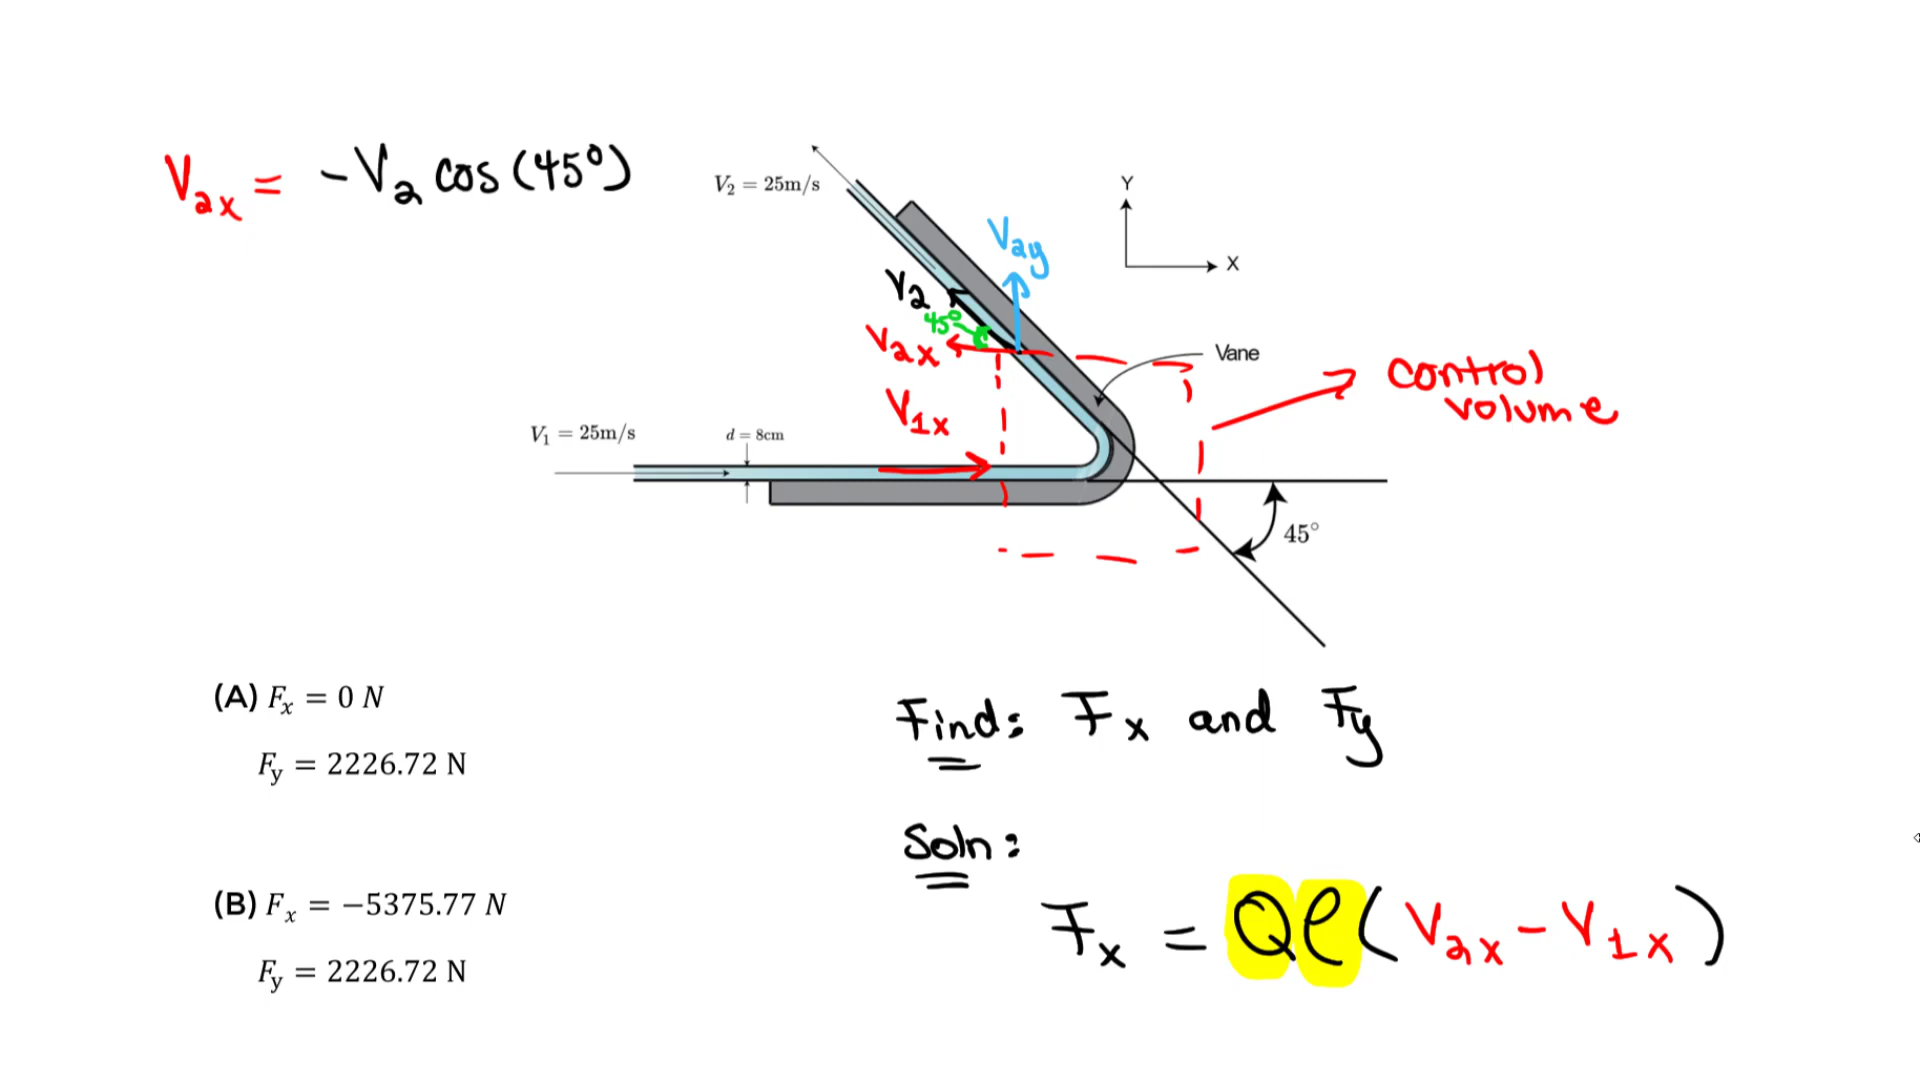 V2x = -V2 cos(45°)
V₂ = 25m/s
Y
X
V2y
V2
45°
V2x
Vane
control
volume
V1x
V₁ = 25m/s
d = 8cm
45°
(A) Fₓ = 0 N
Fy = 2226.72 N
(B) Fₓ = −5375.77 N
Fy = 2226.72 N
Find: Fx and Fy
Soln:
Fx = Qρ(V2x - V1x)